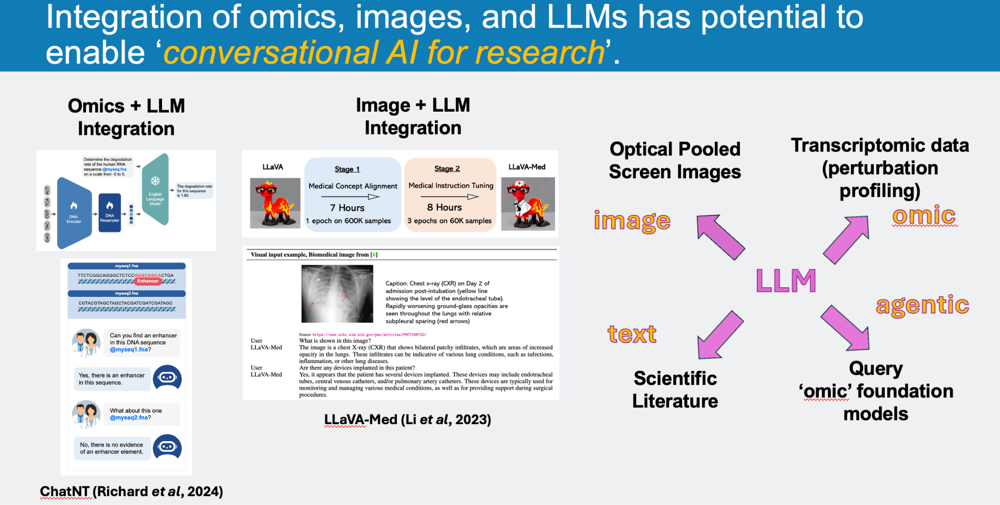 Integration of omics, images, and LLMs has potential to
enable ‘conversational AI for research’.
Omics + LLM
Integration
Determine the degradation
rate of the human RNA
sequence @myseq.fna
on a scale from -5 to 5.
ACT
TCA
CGT
TAC
GAG
DNA
Encoder
DNA
Resampler
English
Language
Model
The degradation rate
for this sequence
is 1.83.
myseq1.fna
TTCTCGGCAGGGCTCTCCGGGCGGCACTGA
Enhancer
myseq2.fna
CGTACGTAGCTAGCTACGATCGATCGATAGC
Can you find an enhancer
in this DNA sequence
@myseq1.fna?
Yes, there is an enhancer
in this sequence.
What about this one
@myseq2.fna?
No, there is no evidence
of an enhancer element.
ChatNT (Richard et al, 2024)
Image + LLM
Integration
LLaVA
Stage 1
Medical Concept Alignment
7 Hours
1 epoch on 600K samples
Stage 2
Medical Instruction Tuning
8 Hours
3 epochs on 60K samples
LLaVA-Med
Visual input example, Biomedical image from [6]
Caption: Chest x-ray (CXR) on Day 2 of
admission post-intubation (yellow line
showing the level of the endotracheal tube).
Rapidly worsening ground-glass opacities are
seen throughout the lungs with relative
subpleural sparing (red arrows)
Source: https://www.ncbi.nlm.nih.gov/pmc/articles/PMC7398722/
User What is shown in this image?
LLaVA-Med The image is a chest X-ray (CXR) that shows bilateral patchy infiltrates, which are areas of increased
opacity in the lungs. These infiltrates can be indicative of various lung conditions, such as infections,
inflammation, or other lung diseases.
User Are there any devices implanted in this patient?
LLaVA-Med Yes, it appears that the patient has several devices implanted. These devices may include endotracheal
tubes, central venous catheters, and/or pulmonary artery catheters. These devices are typically used for
monitoring and managing various medical conditions, as well as for providing support during surgical
procedures.
LLaVA-Med (Li et al, 2023)
Optical Pooled
Screen Images
image
Transcriptomic data
(perturbation
profiling)
omic
LLM
text
Scientific
Literature
agentic
Query
‘omic’ foundation
models